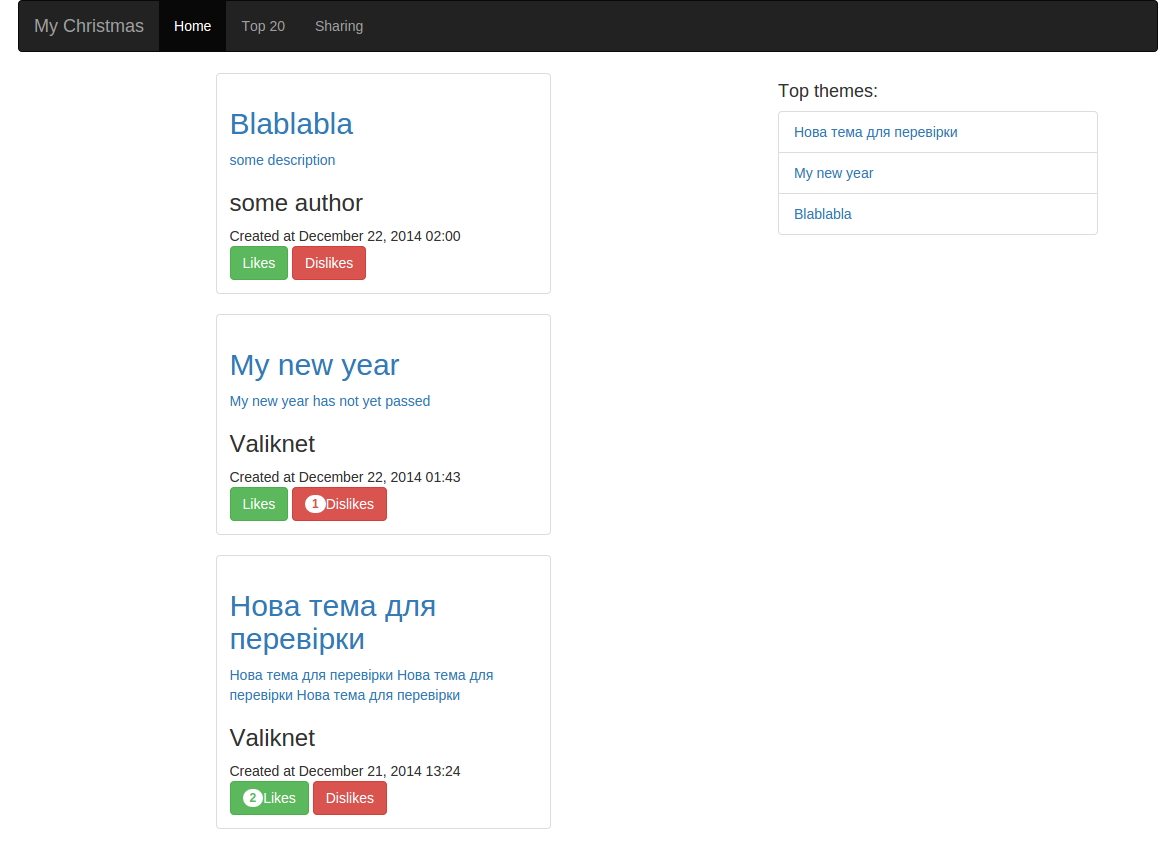 My Christmas Home Top 20 Sharing
Blablabla
some description
some author
Created at December 22, 2014 02:00
Likes Dislikes
My new year
My new year has not yet passed
Valiknet
Created at December 22, 2014 01:43
Likes 1 Dislikes
Нова тема для
перевірки
Нова тема для перевірки Нова тема для
перевірки Нова тема для перевірки
Valiknet
Created at December 21, 2014 13:24
2 Likes Dislikes
Top themes:
Нова тема для перевірки
My new year
Blablabla